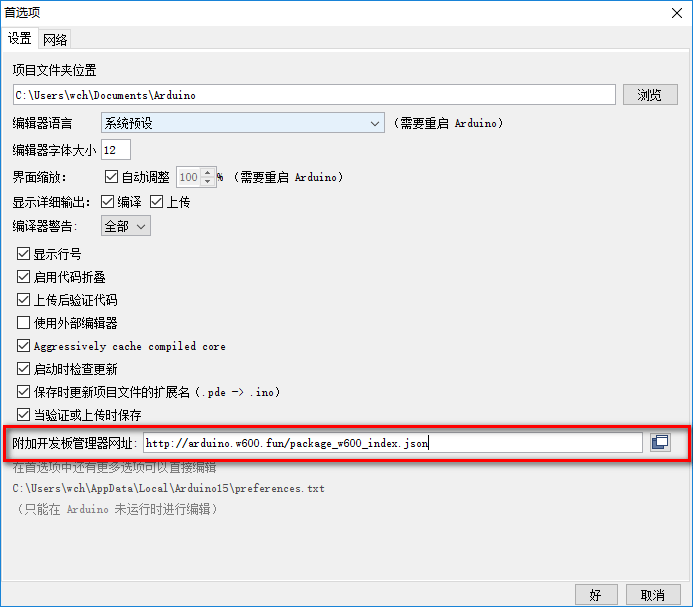 首选项
设置 网络
项目文件夹位置
C:\Users\wch\Documents\Arduino 浏览
编辑器语言 系统预设 （需要重启 Arduino）
编辑器字体大小 12
界面缩放： 自动调整 100 % （需要重启 Arduino）
显示详细输出： 编译 上传
编译器警告: 全部
显示行号
启用代码折叠
上传后验证代码
使用外部编辑器
Aggressively cache compiled core
启动时检查更新
保存时更新项目文件的扩展名（.pde -> .ino）
当验证或上传时保存
附加开发板管理器网址: http://arduino.w600.fun/package_w600_index.json
在首选项中还有更多选项可以直接编辑
C:\Users\wch\AppData\Local\Arduino15\preferences.txt
（只能在 Arduino 未运行时进行编辑）
好 取消